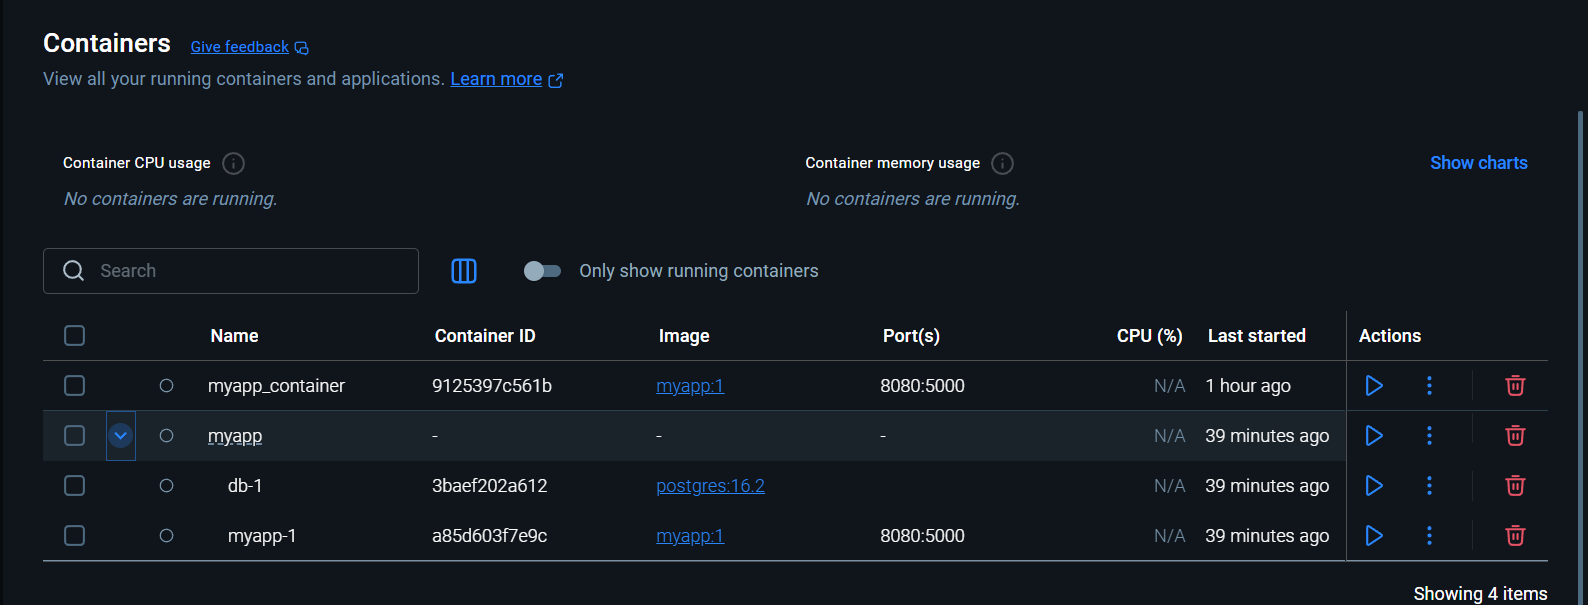 Containers Give feedback
View all your running containers and applications. Learn more
Container CPU usage Container memory usage Show charts
No containers are running. No containers are running.
Search Only show running containers
Name Container ID Image Port(s) CPU (%) Last started Actions
myapp_container 9125397c561b myapp:1 8080:5000 N/A 1 hour ago
myapp - - - N/A 39 minutes ago
db-1 3baef202a612 postgres:16.2 N/A 39 minutes ago
myapp-1 a85d603f7e9c myapp:1 8080:5000 N/A 39 minutes ago
Showing 4 items